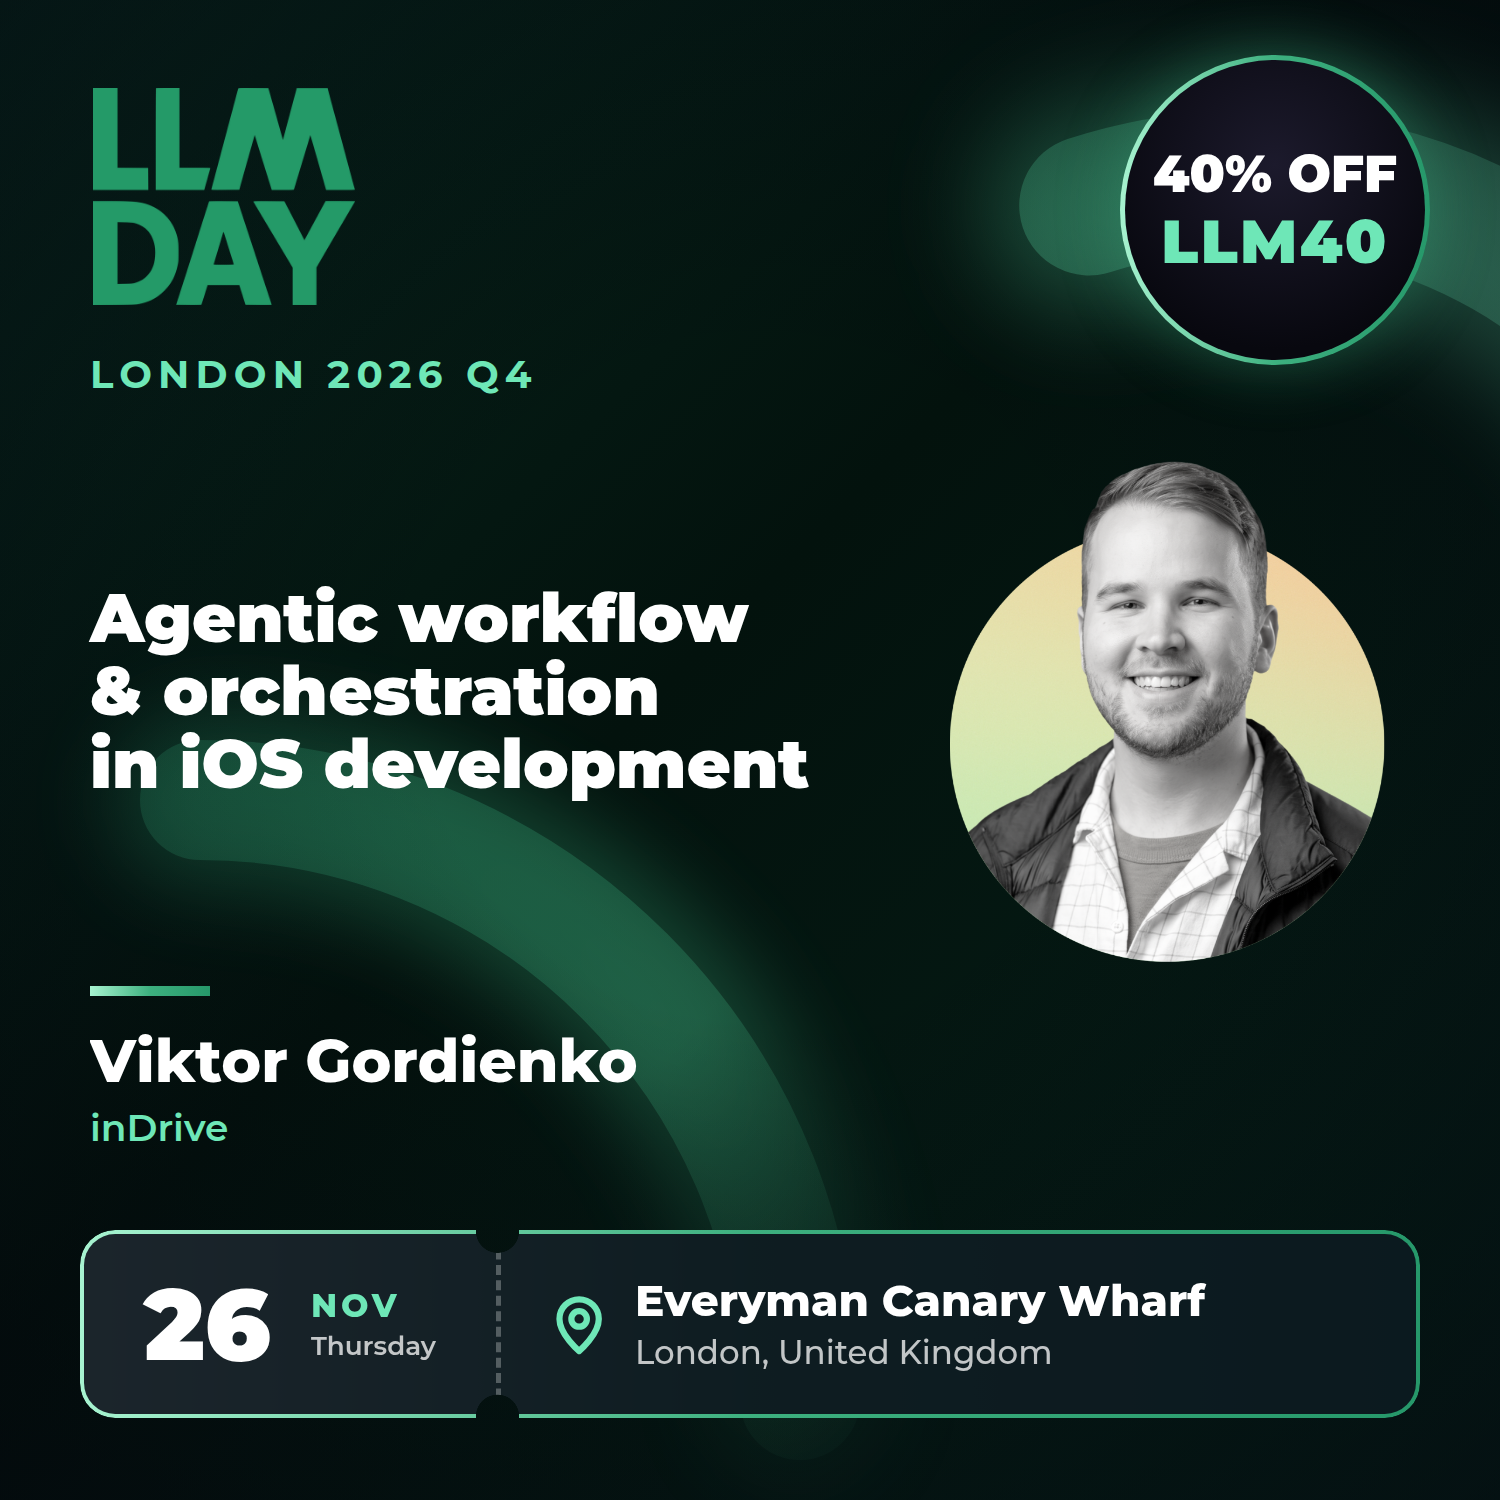 LLM
DAY
LONDON 2026 Q4
40% OFF
LLM40
Agentic workflow
& orchestration
in iOS development
Viktor Gordienko
inDrive
26
NOV
Thursday
Everyman Canary Wharf
London, United Kingdom